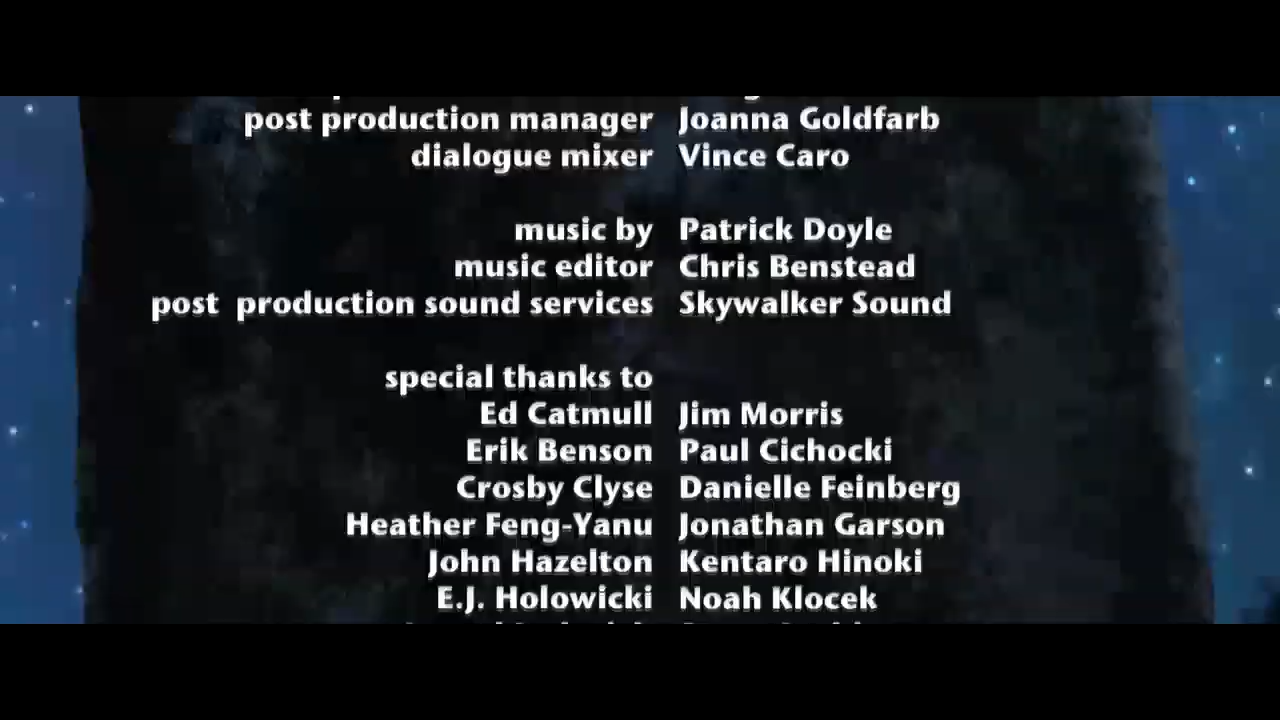 post production manager Joanna Goldfarb
dialogue mixer Vince Caro
music by Patrick Doyle
music editor Chris Benstead
post production sound services Skywalker Sound
special thanks to
Ed Catmull Jim Morris
Erik Benson Paul Cichocki
Crosby Clyse Danielle Feinberg
Heather Feng-Yanu Jonathan Garson
John Hazelton Kentaro Hinoki
E.J. Holowicki Noah Klocek